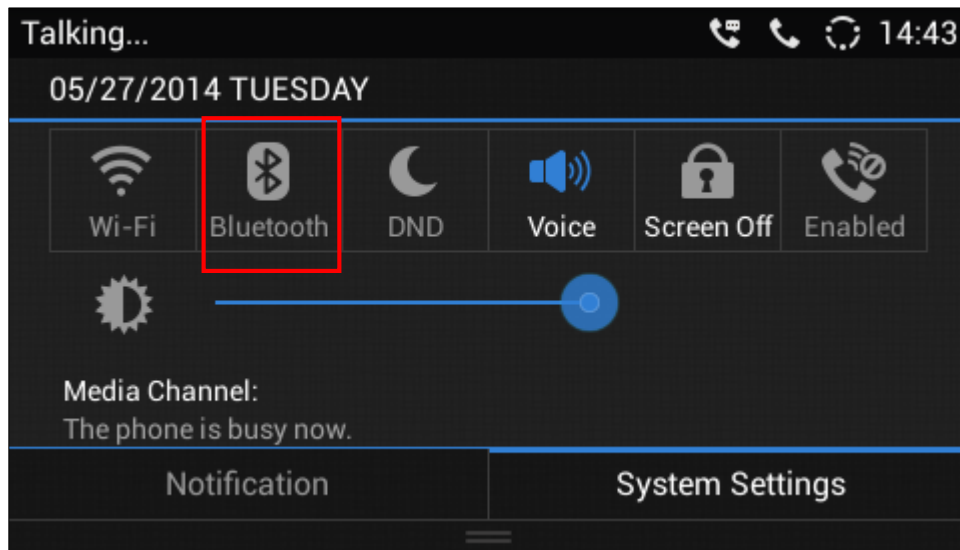 Talking...
14:43
05/27/2014 TUESDAY
Wi-Fi
Bluetooth
DND
Voice
Screen Off
Enabled
Media Channel:
The phone is busy now.
Notification
System Settings